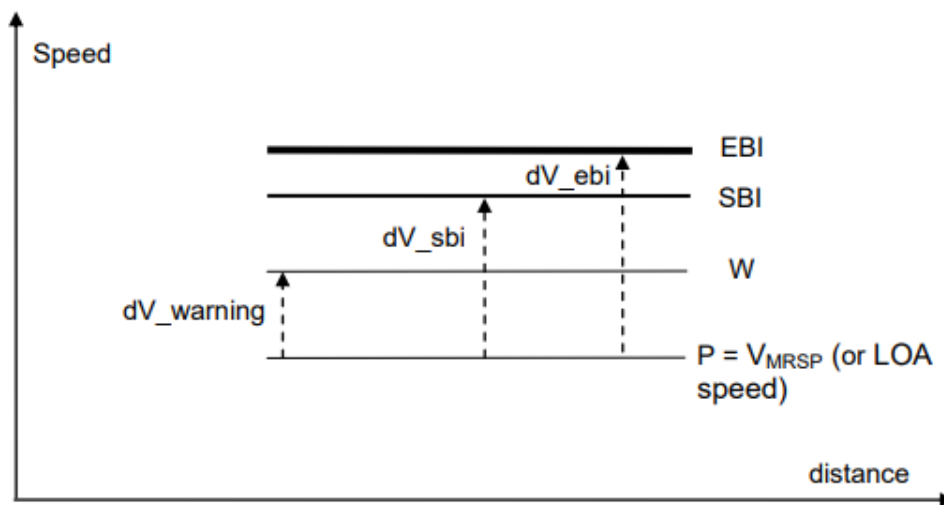 Speed
EBI
dV_ebi
SBI
dV_sbi
W
dV_warning
P = VMRSP (or LOA
speed)
distance